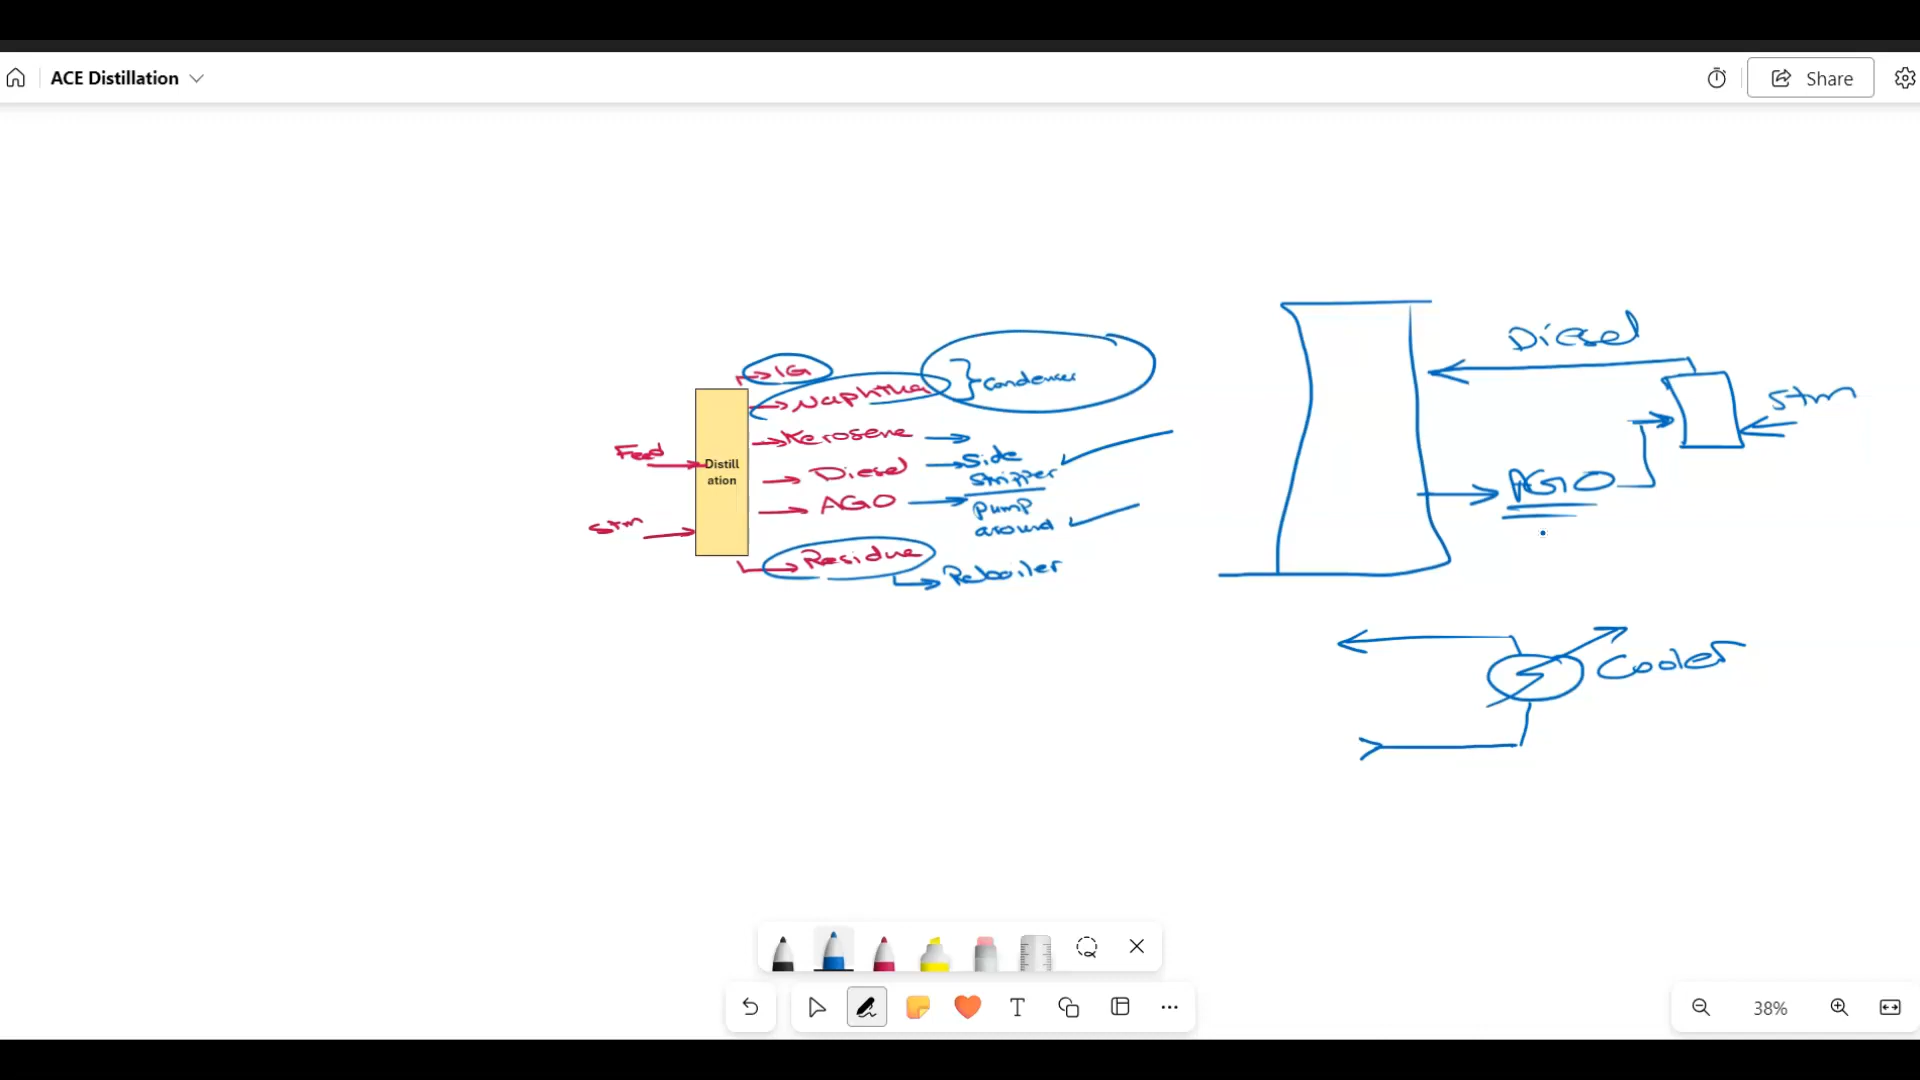 ACE Distillation
Share
IG
Naphtha
Condenser
Kerosene
Feed
Distill
ation
Diesel
Side
Stripper
AGO
Pump
around
Stm
Residue
Reboiler
Diesel
Stm
AGO
Cooler
38%